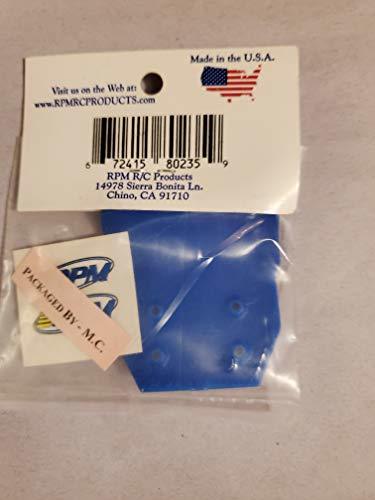 Visit us on the Web at:
www.RPMRCPRODUCTS.com
Made in the U.S.A.
6 72415 80235 9
RPM R/C Products
14978 Sierra Bonita Ln.
Chino, CA 91710
RPM
PACKAGED BY - M.C.
RPM